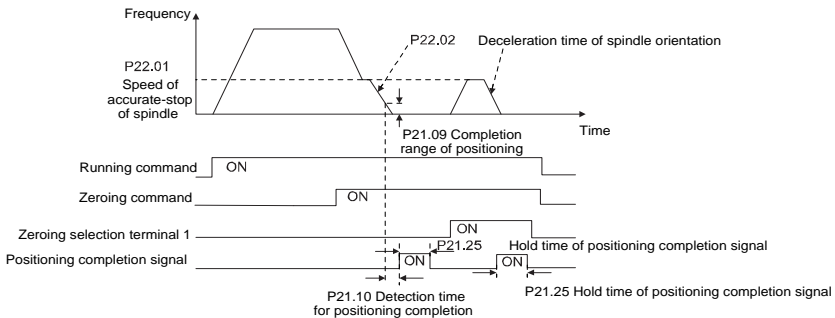 Frequency
P22.02
Deceleration time of spindle orientation
P22.01
Speed of
accurate-stop
of spindle
Time
P21.09 Completion
range of positioning
Running command
ON
Zeroing command
ON
Zeroing selection terminal 1
ON
P21.25
Hold time of positioning completion signal
Positioning completion signal
ON
ON
P21.10 Detection time
for positioning completion
P21.25 Hold time of positioning completion signal